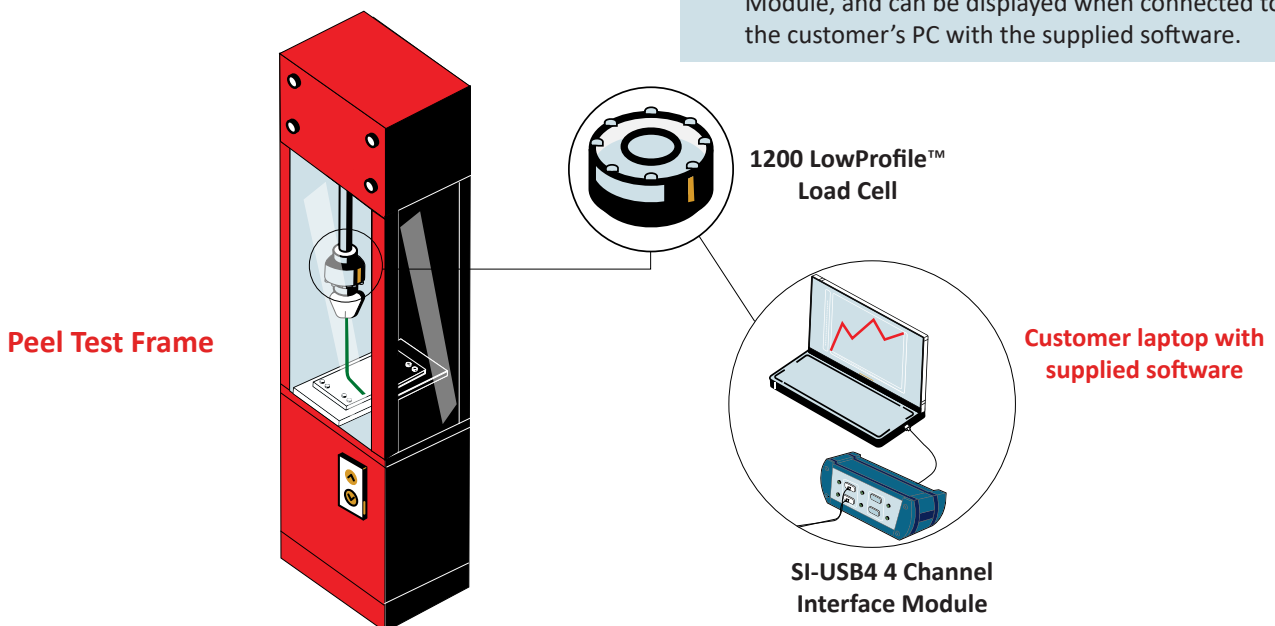 Module, and can be displayed when connected to
the customer's PC with the supplied software.
1200 LowProfile™
Load Cell
Peel Test Frame
Customer laptop with
supplied software
SI-USB4 4 Channel
Interface Module